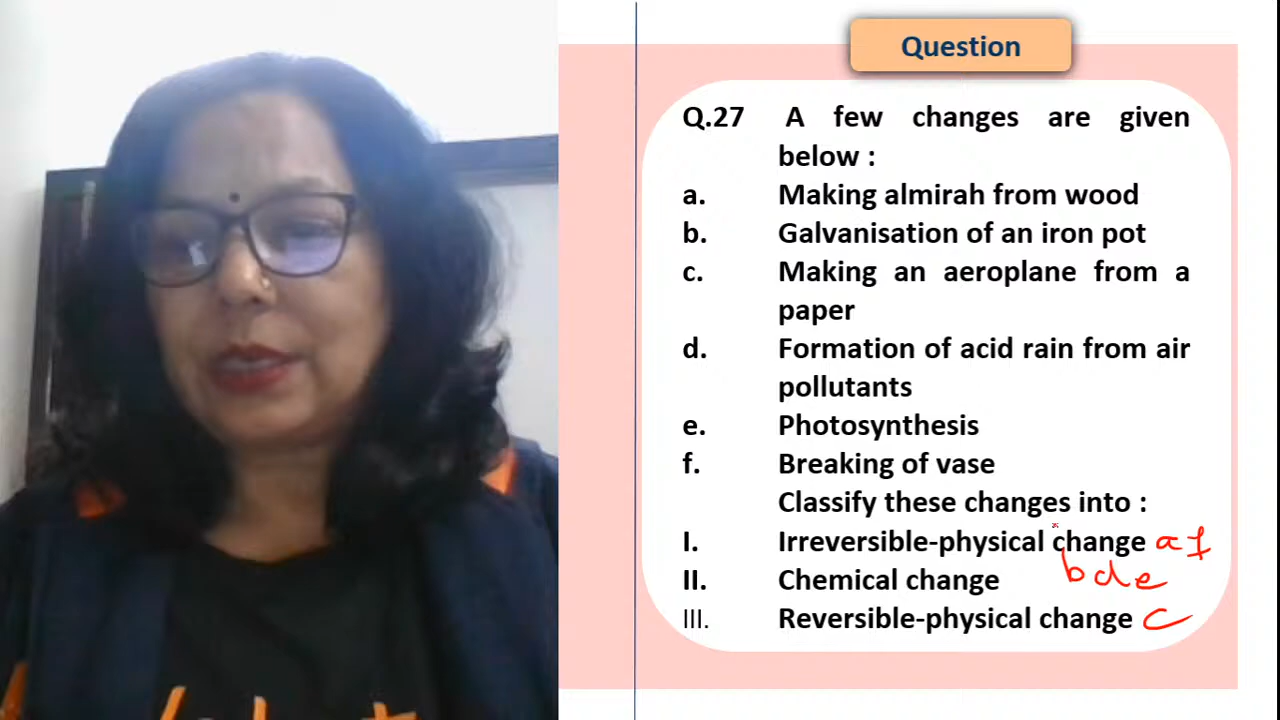 Question
Q.27 A few changes are given
below :
a. Making almirah from wood
b. Galvanisation of an iron pot
c. Making an aeroplane from a
paper
d. Formation of acid rain from air
pollutants
e. Photosynthesis
f. Breaking of vase
Classify these changes into :
I. Irreversible-physical change a f
II. Chemical change b d e
III. Reversible-physical change c